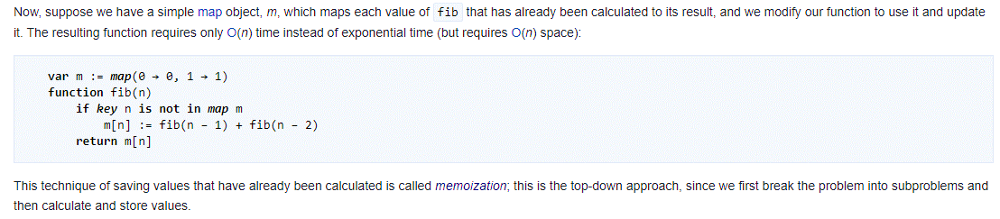 Now, suppose we have a simple map object, m, which maps each value of fib that has already been calculated to its result, and we modify our function to use it and update
it. The resulting function requires only O(n) time instead of exponential time (but requires O(n) space):
var m := map(0 → 0, 1 → 1)
function fib(n)
if key n is not in map m
m[n] := fib(n − 1) + fib(n − 2)
return m[n]
This technique of saving values that have already been calculated is called memoization; this is the top-down approach, since we first break the problem into subproblems and
then calculate and store values.